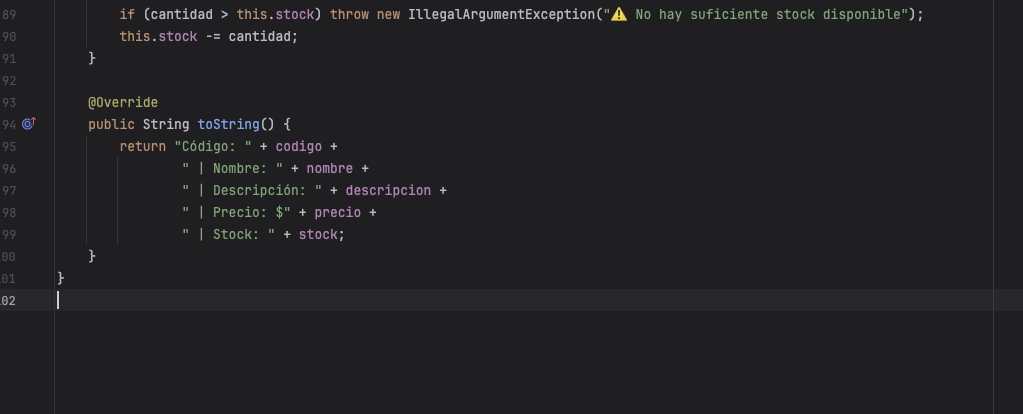 89 if (cantidad > this.stock) throw new IllegalArgumentException("⚠️ No hay suficiente stock disponible");
90 this.stock -= cantidad;
91 }
92
93 @Override
94 public String toString() {
95 return "Código: " + codigo +
96 " | Nombre: " + nombre +
97 " | Descripción: " + descripcion +
98 " | Precio: $" + precio +
99 " | Stock: " + stock;
00 }
01 }
02